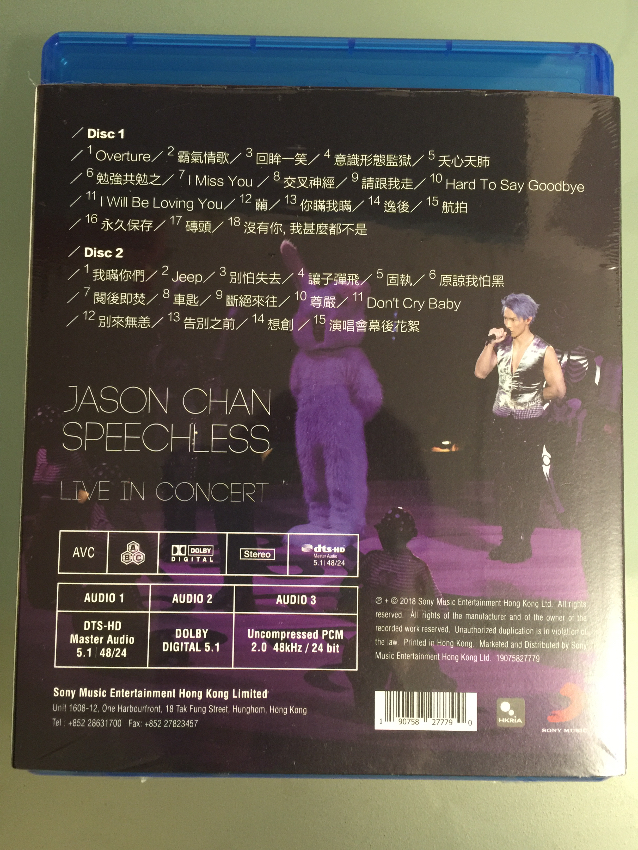 / Disc 1
/ 1 Overture / 2 霸氣情歌 / 3 回眸一笑 / 4 意識形態監獄 / 5 天心天肺
/ 6 勉強共勉之 / 7 I Miss You / 8 交叉神經 / 9 請跟我走 / 10 Hard To Say Goodbye
/ 11 I Will Be Loving You / 12 繭 / 13 你瞞我瞞 / 14 逸後 / 15 航拍
/ 16 永久保存 / 17 磚頭 / 18 沒有你, 我甚麼都不是
/ Disc 2
/ 1 我瞞你們 / 2 Jeep / 3 別怕失去 / 4 讓子彈飛 / 5 固執 / 6 原諒我怕黑
/ 7 閱後即焚 / 8 車匙 / 9 斷絕來往 / 10 尊嚴 / 11 Don't Cry Baby
/ 12 別來無恙 / 13 告別之前 / 14 想創 / 15 演唱會幕後花絮
JASON CHAN
SPEECHLESS
LIVE IN CONCERT
AVC
ABC
DOLBY DIGITAL
Stereo
dts-HD Master Audio 5.1 | 48/24
AUDIO 1 AUDIO 2 AUDIO 3
DTS-HD Master Audio 5.1 | 48/24
DOLBY DIGITAL 5.1
Uncompressed PCM 2.0 48kHz / 24 bit
℗ + © 2018 Sony Music Entertainment Hong Kong Ltd. All rights
reserved. All rights of the manufacturer and of the owner of the
recorded work reserved. Unauthorized duplication is in violation of
the law. Printed in Hong Kong. Marketed and Distributed by Sony
Music Entertainment Hong Kong Ltd. 19075827779
Sony Music Entertainment Hong Kong Limited
Unit 1608-12, One Harbourfront, 18 Tak Fung Street, Hunghom, Hong Kong
Tel : +852 28631700 Fax: +852 27823457
1 90758 27779 0
HKRIA
SONY MUSIC